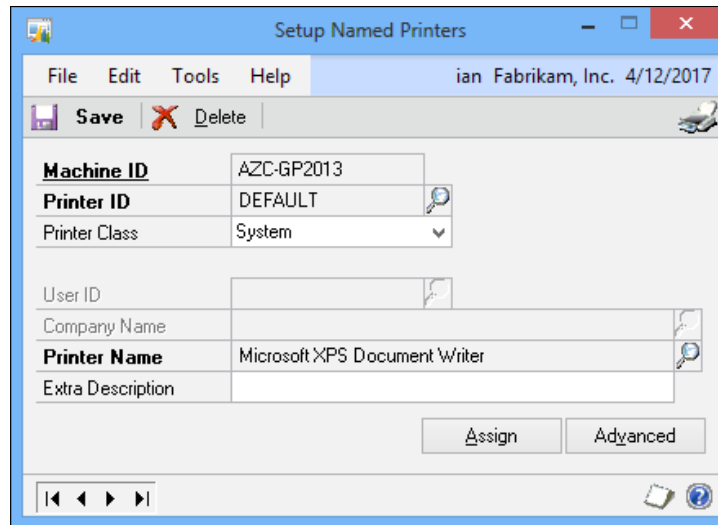 Setup Named Printers
File Edit Tools Help ian Fabrikam, Inc. 4/12/2017
Save Delete
Machine ID AZC-GP2013
Printer ID DEFAULT
Printer Class System
User ID
Company Name
Printer Name Microsoft XPS Document Writer
Extra Description
Assign Advanced